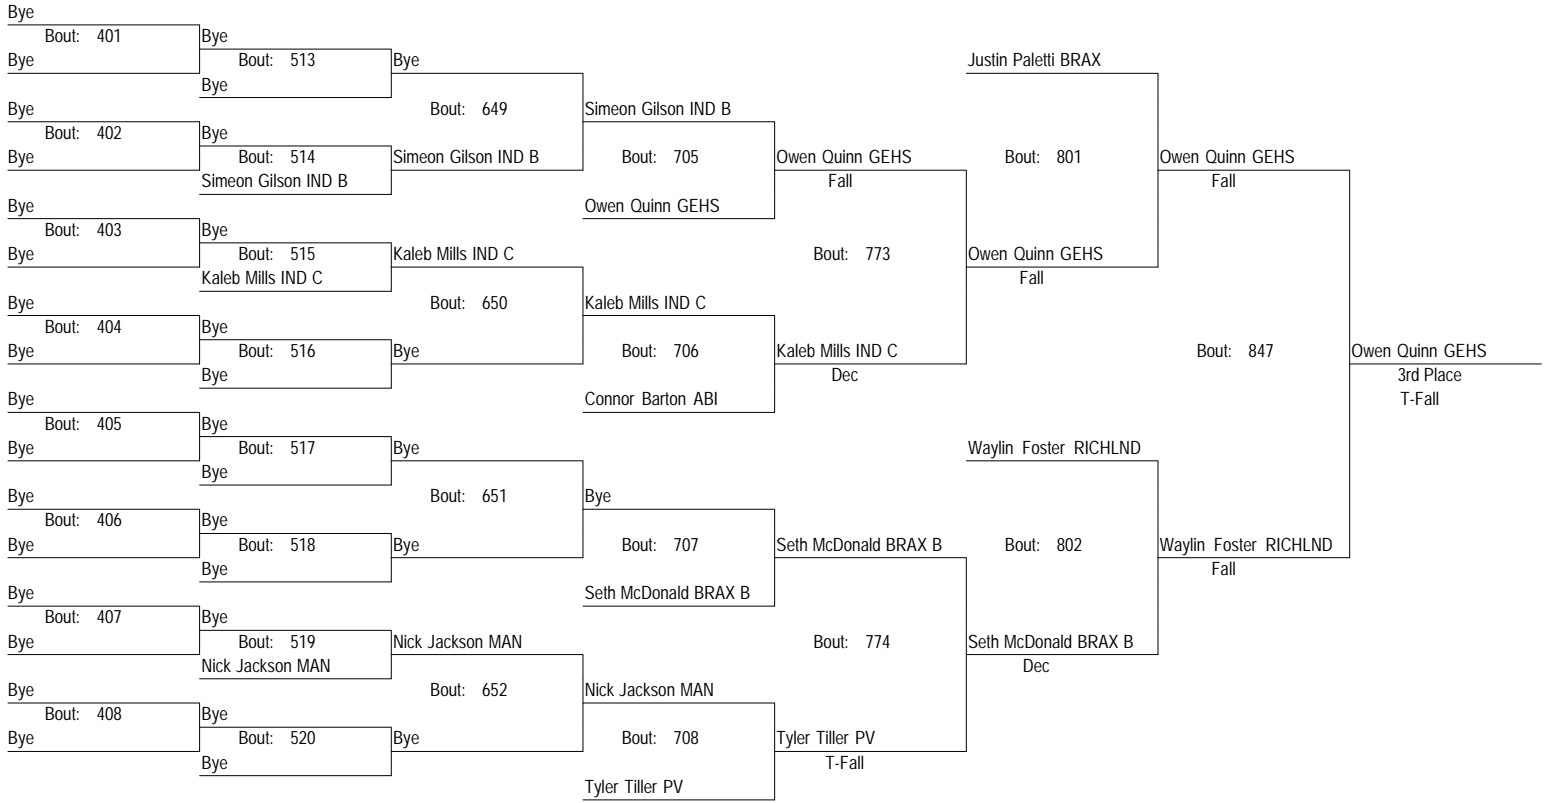 Bye
Bout: 401
Bye
Bye
Bout: 513
Bye
Bye
Bout: 402
Bye
Bye
Bout: 514
Simeon Gilson IND B
Bye
Bout: 403
Bye
Bye
Bout: 515
Kaleb Mills IND C
Bye
Bout: 404
Bye
Bye
Bout: 516
Bye
Bye
Bout: 405
Bye
Bye
Bout: 517
Bye
Bye
Bout: 406
Bye
Bye
Bout: 518
Bye
Bye
Bout: 407
Bye
Bye
Bout: 519
Nick Jackson MAN
Bye
Bout: 408
Bye
Bye
Bout: 520
Bye
Bye
Bout: 649
Simeon Gilson IND B
Kaleb Mills IND C
Bout: 650
Bye
Bye
Bout: 651
Bye
Nick Jackson MAN
Bout: 652
Bye
Simeon Gilson IND B
Bout: 705
Owen Quinn GEHS
Kaleb Mills IND C
Bout: 706
Connor Barton ABI
Bye
Bout: 707
Seth McDonald BRAX B
Nick Jackson MAN
Bout: 708
Tyler Tiller PV
Owen Quinn GEHS
Fall
Bout: 773
Kaleb Mills IND C
Dec
Seth McDonald BRAX B
Bout: 774
Tyler Tiller PV
T-Fall
Justin Paletti BRAX
Bout: 801
Owen Quinn GEHS
Fall
Waylin Foster RICHLND
Bout: 802
Seth McDonald BRAX B
Dec
Owen Quinn GEHS
Fall
Bout: 847
Waylin Foster RICHLND
Fall
Owen Quinn GEHS
3rd Place
T-Fall